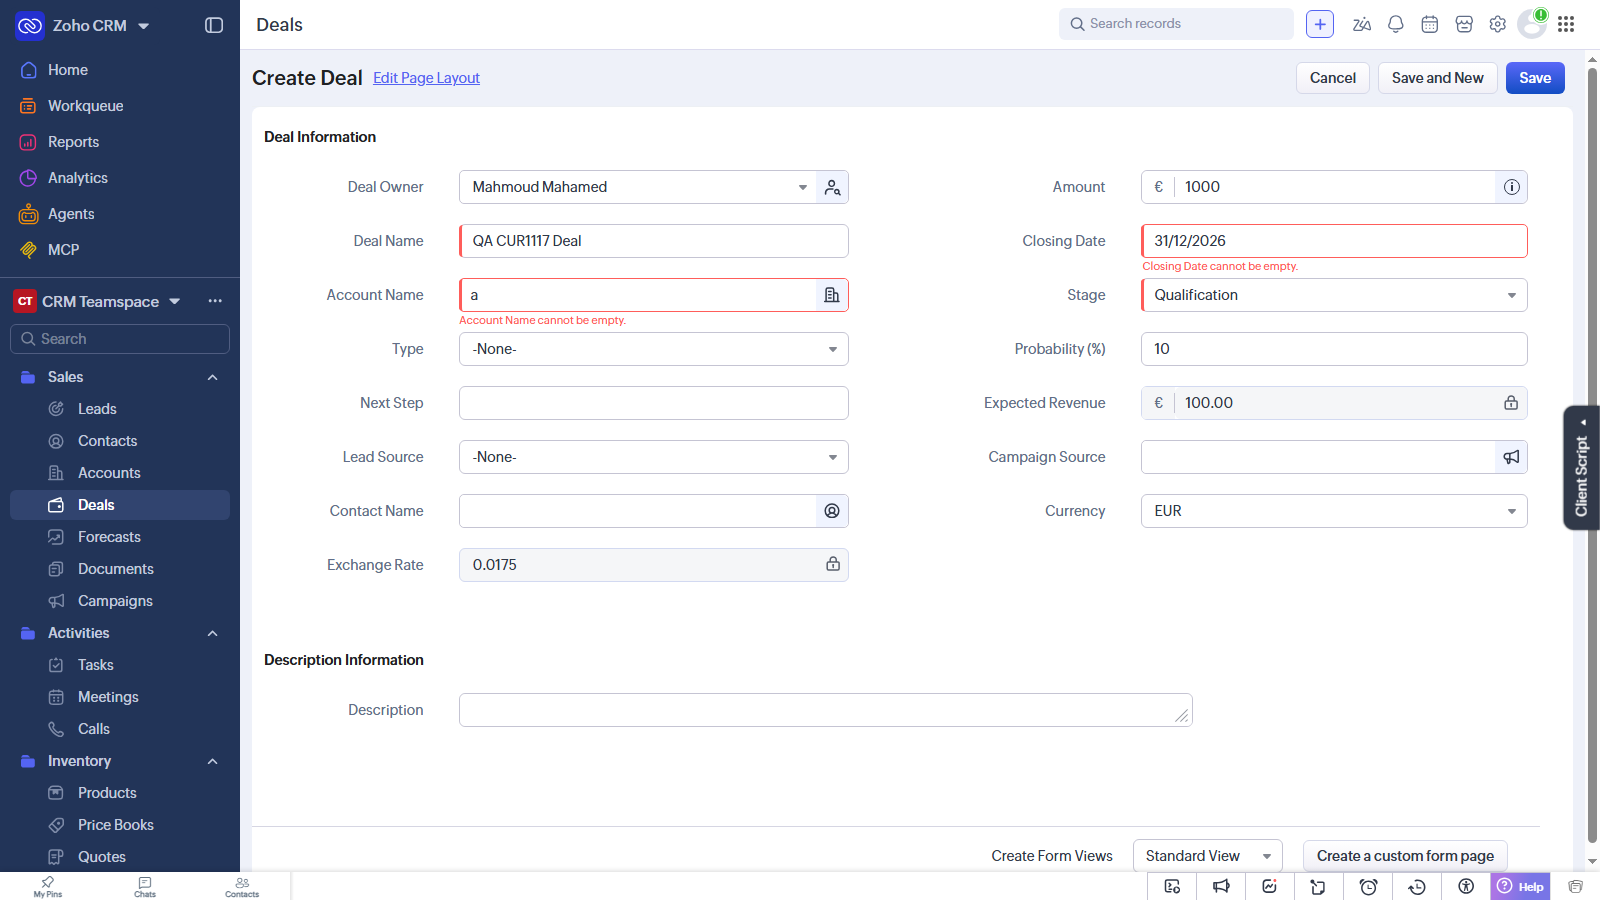 Zoho CRM
Deals
Search records
Home
Workqueue
Reports
Analytics
Agents
MCP
CT CRM Teamspace
Search
Sales
Leads
Contacts
Accounts
Deals
Forecasts
Documents
Campaigns
Activities
Tasks
Meetings
Calls
Inventory
Products
Price Books
Quotes
Create Deal Edit Page Layout
Cancel
Save and New
Save
Deal Information
Deal Owner Mahmoud Mahamed
Amount € 1000
Deal Name QA CUR1117 Deal
Closing Date 31/12/2026
Closing Date cannot be empty.
Account Name a
Account Name cannot be empty.
Stage Qualification
Type -None-
Probability (%) 10
Next Step
Expected Revenue € 100.00
Lead Source -None-
Campaign Source
Contact Name
Currency EUR
Exchange Rate 0.0175
Description Information
Description
Create Form Views Standard View Create a custom form page
Client Script
My Pins
Chats
Contacts
Help